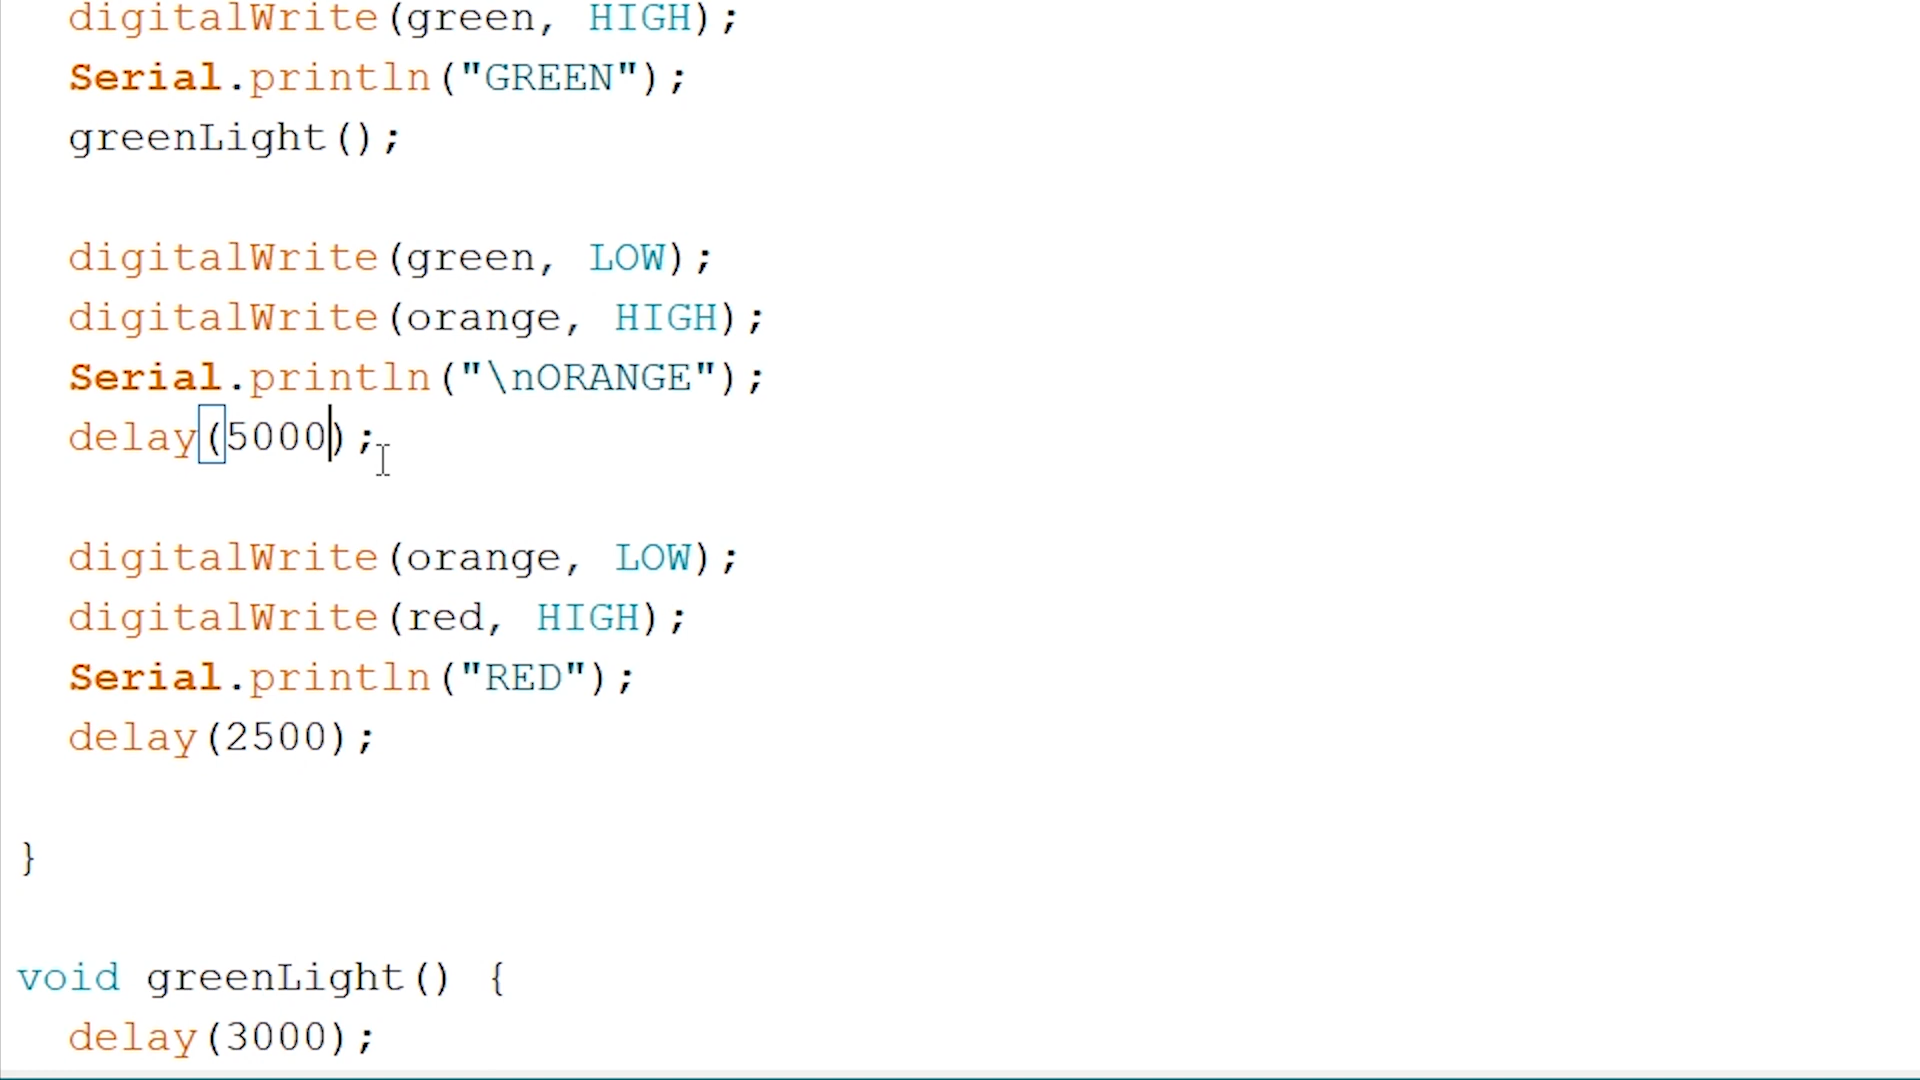 digitalWrite(green, HIGH);
Serial.println("GREEN");
greenLight();
digitalWrite(green, LOW);
digitalWrite(orange, HIGH);
Serial.println("\nORANGE");
delay(5000);
digitalWrite(orange, LOW);
digitalWrite(red, HIGH);
Serial.println("RED");
delay(2500);
}
void greenLight() {
delay(3000);